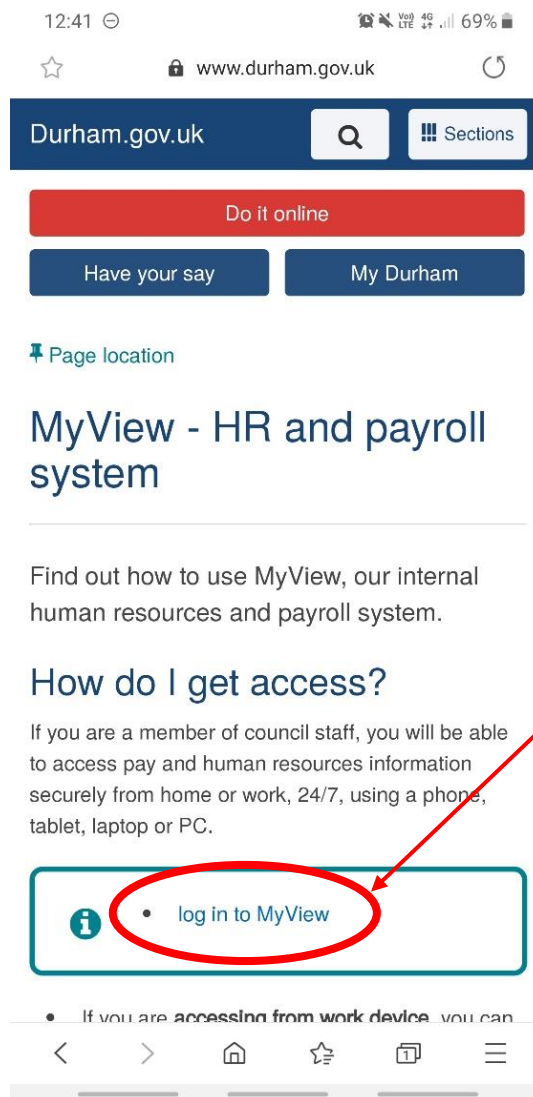 12:41
Vo)) 4G 69%
LTE
www.durham.gov.uk
Durham.gov.uk
Sections
Do it online
Have your say
My Durham
Page location
MyView - HR and payroll
system
Find out how to use MyView, our internal
human resources and payroll system.
How do I get access?
If you are a member of council staff, you will be able
to access pay and human resources information
securely from home or work, 24/7, using a phone,
tablet, laptop or PC.
• log in to MyView
• If you are accessing from work device, you can
1